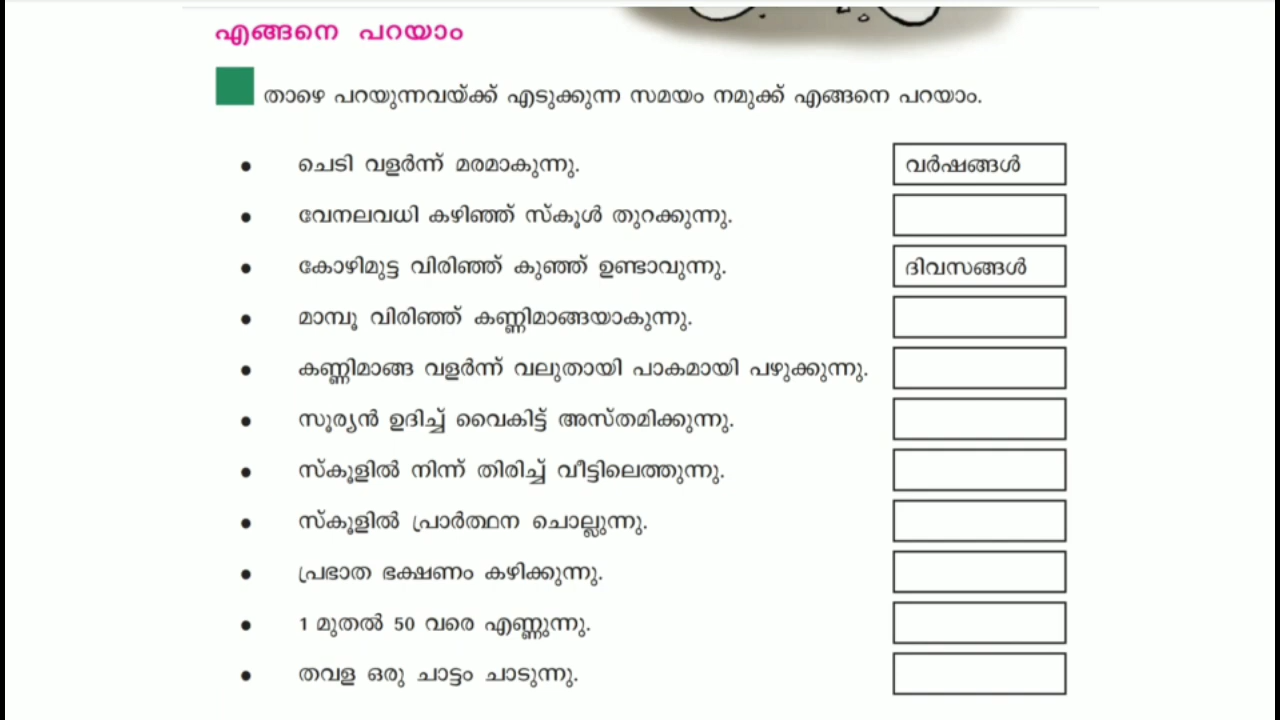 എങ്ങനെ പറയാം
താഴെ പറയുന്നവയ്ക്ക് എടുക്കുന്ന സമയം നമുക്ക് എങ്ങനെ പറയാം.
• ചെടി വളർന്ന് മരമാകുന്നു. വർഷങ്ങൾ
• വേനലവധി കഴിഞ്ഞ് സ്കൂൾ തുറക്കുന്നു.
• കോഴിമുട്ട വിരിഞ്ഞ് കുഞ്ഞ് ഉണ്ടാവുന്നു. ദിവസങ്ങൾ
• മാമ്പൂ വിരിഞ്ഞ് കണ്ണിമാങ്ങയാകുന്നു.
• കണ്ണിമാങ്ങ വളർന്ന് വലുതായി പാകമായി പഴുക്കുന്നു.
• സൂര്യൻ ഉദിച്ച് വൈകിട്ട് അസ്തമിക്കുന്നു.
• സ്കൂളിൽ നിന്ന് തിരിച്ച് വീട്ടിലെത്തുന്നു.
• സ്കൂളിൽ പ്രാർത്ഥന ചൊല്ലുന്നു.
• പ്രഭാത ഭക്ഷണം കഴിക്കുന്നു.
• 1 മുതൽ 50 വരെ എണ്ണുന്നു.
• തവള ഒരു ചാട്ടം ചാടുന്നു.